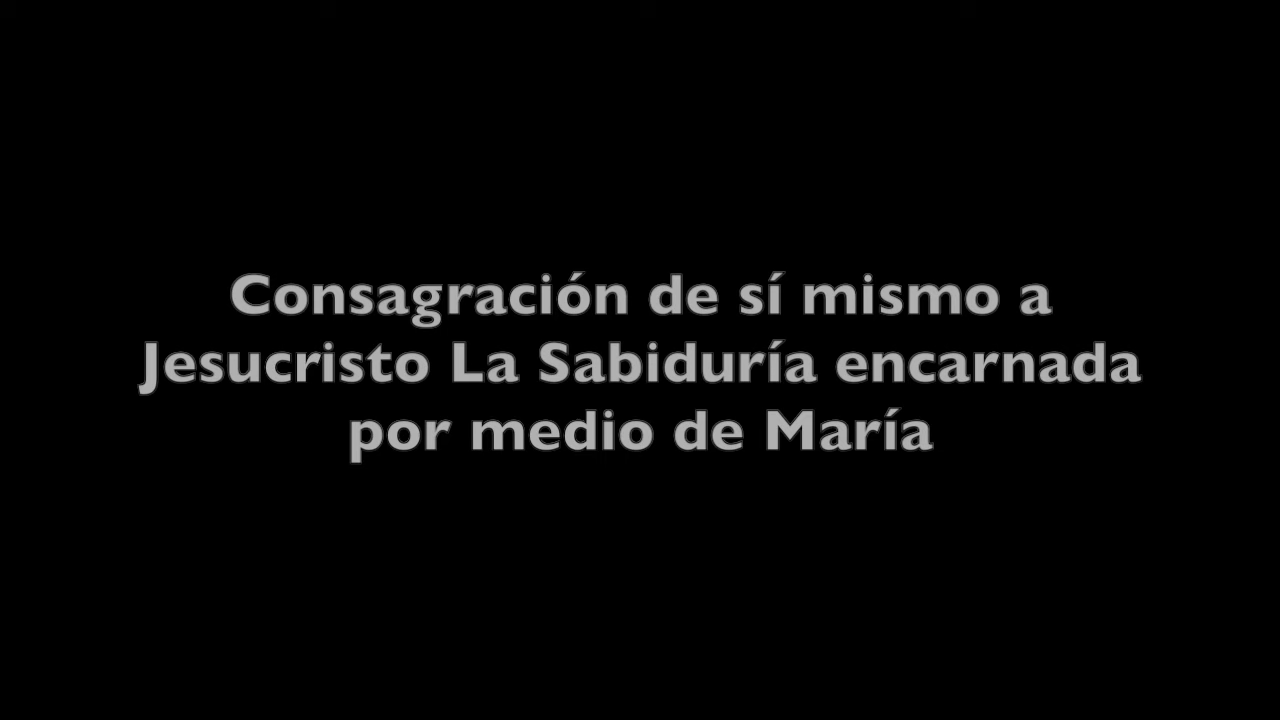 Consagración de sí mismo a
Jesucristo La Sabiduría encarnada
por medio de María